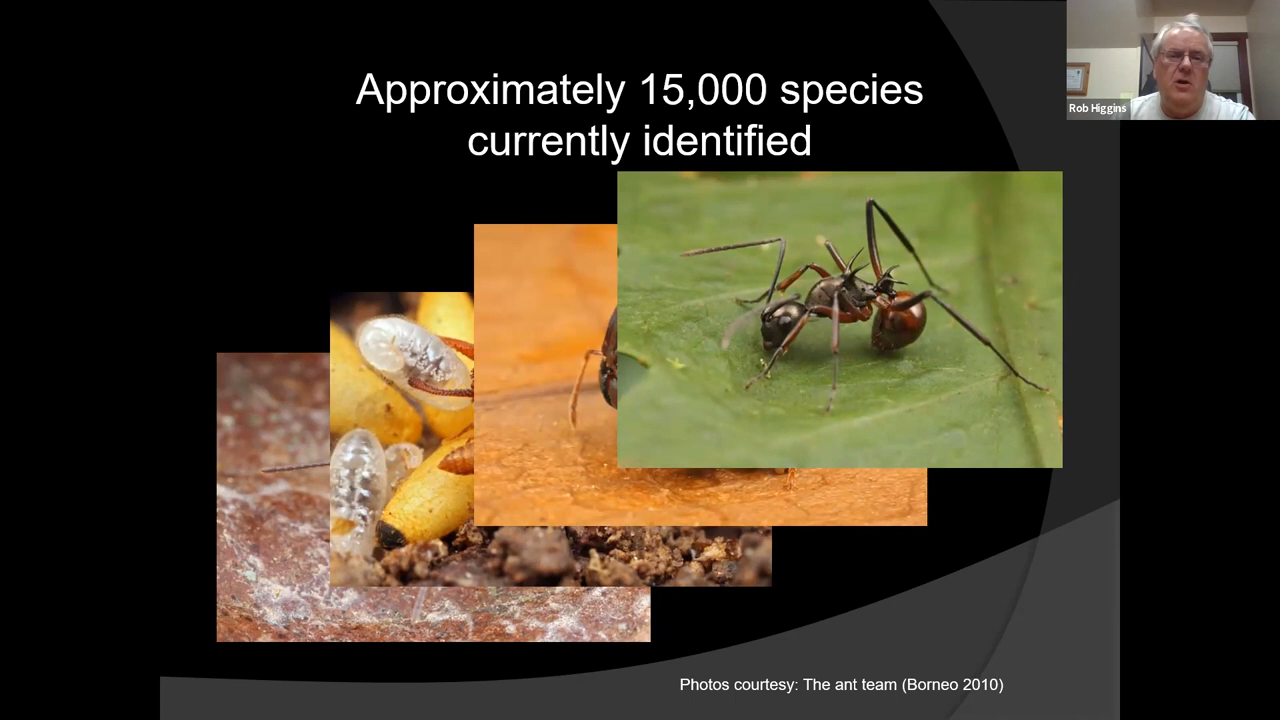 Approximately 15,000 species
currently identified
Rob Higgins
Photos courtesy: The ant team (Borneo 2010)